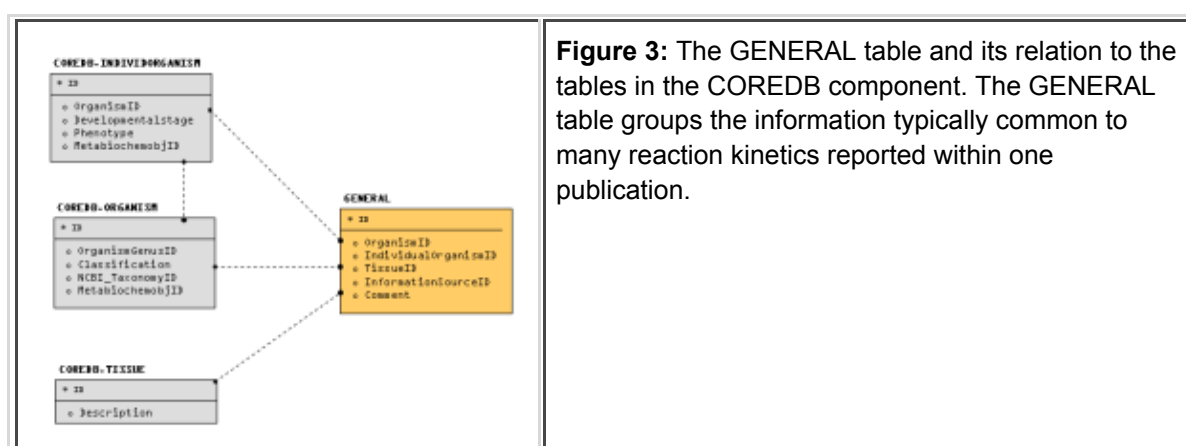 COREDB-INDIVIDORGANISM
* ID
o OrganismID
o Developmentalstage
o Phenotype
o MetabiochemobjID
COREDB-ORGANISM
* ID
o OrganismGenusID
o Classification
o NCBI_TaxonomyID
o MetabiochemobjID
COREDB-TISSUE
* ID
o Description
GENERAL
* ID
o OrganismID
o IndividualOrganismID
o TissueID
o InformationSourceID
o Comment
Figure 3: The GENERAL table and its relation to the
tables in the COREDB component. The GENERAL
table groups the information typically common to
many reaction kinetics reported within one
publication.